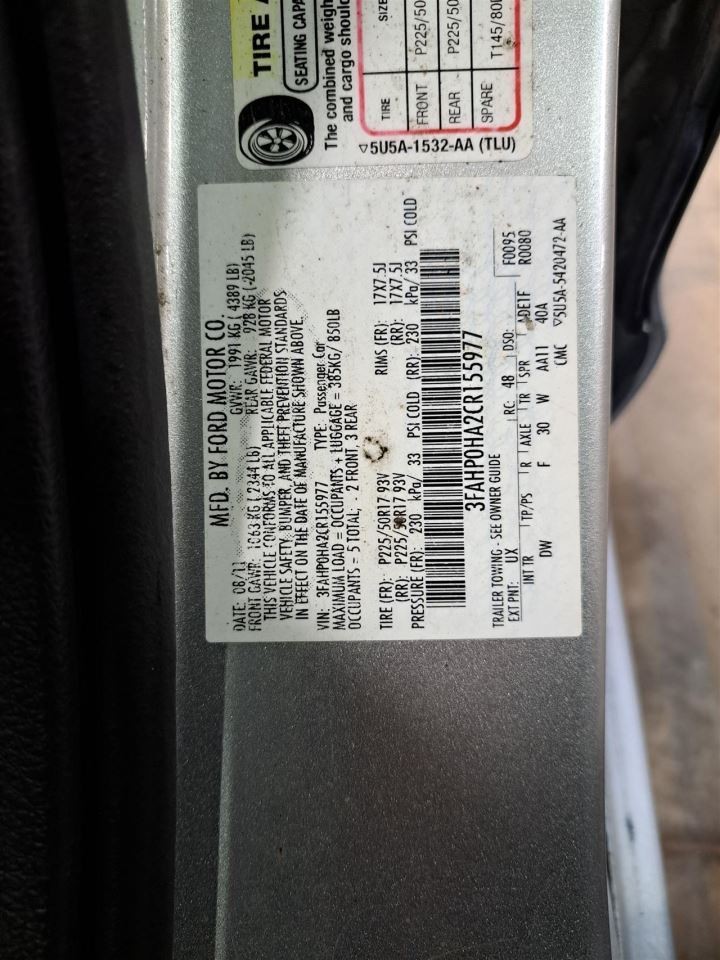 TIRE
SEATING CAPA
The combined weigh
and cargo should
TIRE SIZE
FRONT P225/50
REAR P225/50
SPARE T145/80
5U5A-1532-AA (TLU)
MFD. BY FORD MOTOR CO.
DATE: 08/11 GVWR: 1991 KG ( 4389 LB)
FRONT GAWR: 1063 KG ( 2344 LB) REAR GAWR: 928 KG ( 2045 LB)
THIS VEHICLE CONFORMS TO ALL APPLICABLE FEDERAL MOTOR
VEHICLE SAFETY, BUMPER, AND THEFT PREVENTION STANDARDS
IN EFFECT ON THE DATE OF MANUFACTURE SHOWN ABOVE.
VIN: 3FAHP0HA2CR155977 TYPE: Passenger Car
MAXIMUM LOAD = OCCUPANTS + LUGGAGE = 385KG/ 850LB
OCCUPANTS = 5 TOTAL; 2 FRONT, 3 REAR
TIRE (FR): P225/50R17 93V RIMS (FR): 17X7.5J
(RR): P225/50R17 93V (RR): 17X7.5J
PRESSURE (FR): 230 kPa/ 33 PSI COLD (RR): 230 kPa/ 33 PSI COLD
3FAHP0HA2CR155977
TRAILER TOWING - SEE OWNER GUIDE F0095
EXT PNT: UX RC: 48 DSO: R0080
INT TR TP/PS R AXLE TR SPR ADE1F
DW F 30 W AA11 40A
CMC 5U5A-5420472-AA